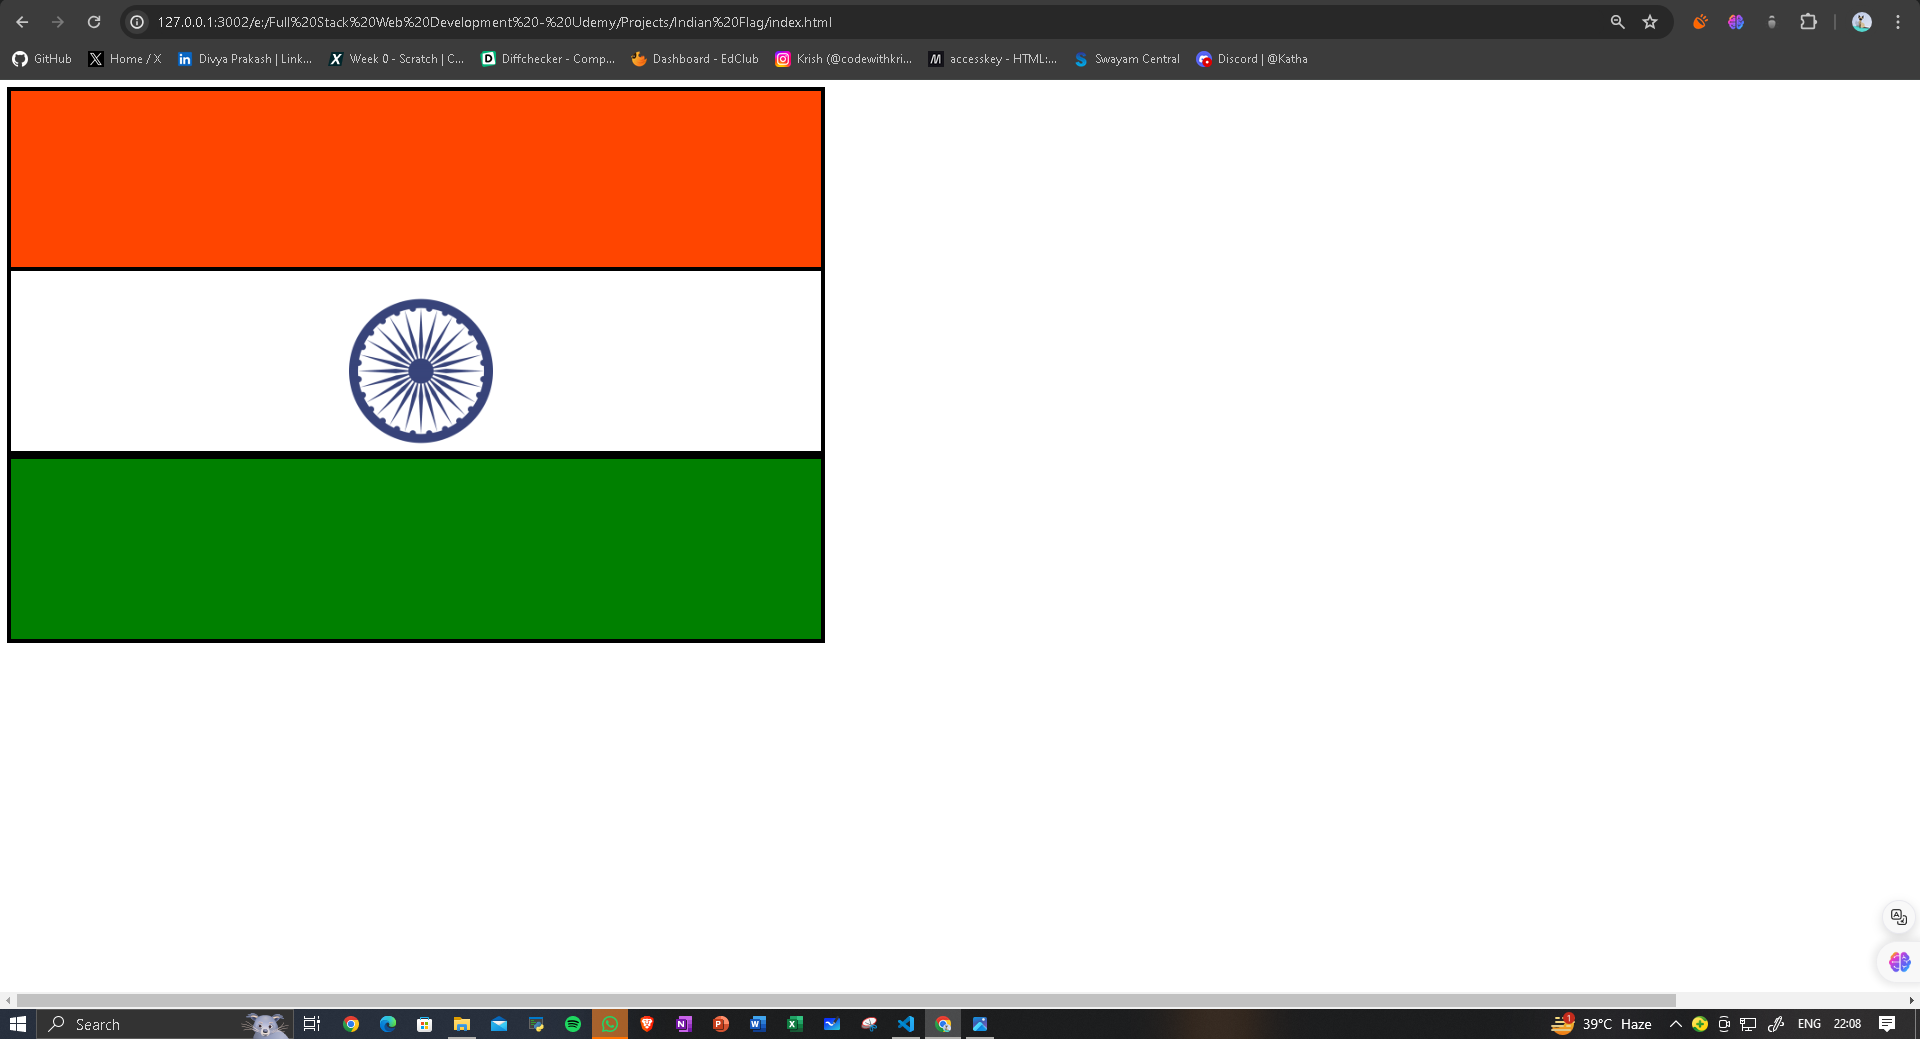 127.0.0.1:3002/e:/Full%20Stack%20Web%20Development%20-%20Udemy/Projects/Indian%20Flag/index.html
GitHub Home / X Divya Prakash | Link... Week 0 - Scratch | C... Diffchecker - Comp... Dashboard - EdClub Krish (@codewithkri... accesskey - HTML:... Swayam Central Discord | @Katha
Search 1 39°C Haze ENG 22:08